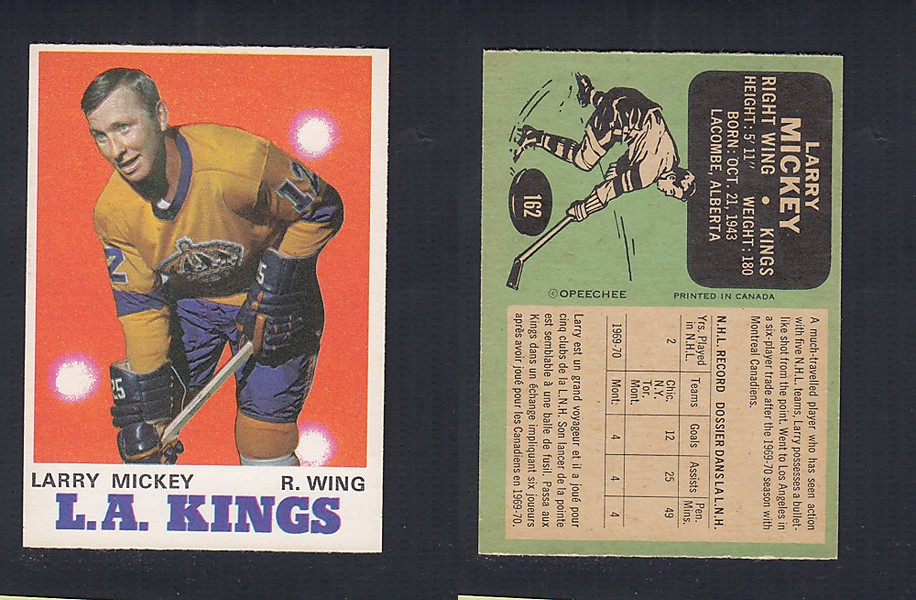 12
12
25
25
LARRY MICKEY R. WING
L.A. KINGS
LARRY
MICKEY
RIGHT WING • KINGS
HEIGHT: 5' 11" WEIGHT: 180
BORN: OCT. 21, 1943
LACOMBE, ALBERTA
162
© OPEECHEE PRINTED IN CANADA
A much-travelled player who has seen action
with five N.H.L. teams, Larry possesses a bullet-
like shot from the point. Went to Los Angeles in
a six-player trade after the 1969-70 season with
Montreal Canadiens.
N.H.L. RECORD DOSSIER DANS LA L.N.H.
Yrs. Played in N.H.L. Teams Goals Assists Pen. Mins.
2 Chic. N.Y. Tor. Mont. 12 25 49
1969-70 Mont. 4 4 4
Larry est un grand voyageur et il a joué pour
cinq clubs de la L.N.H. Son lancer de la pointe
est semblable à une balle de fusil. Passa aux
Kings dans un échange impliquant six joueurs
après avoir joué pour les Canadiens en 1969-70.